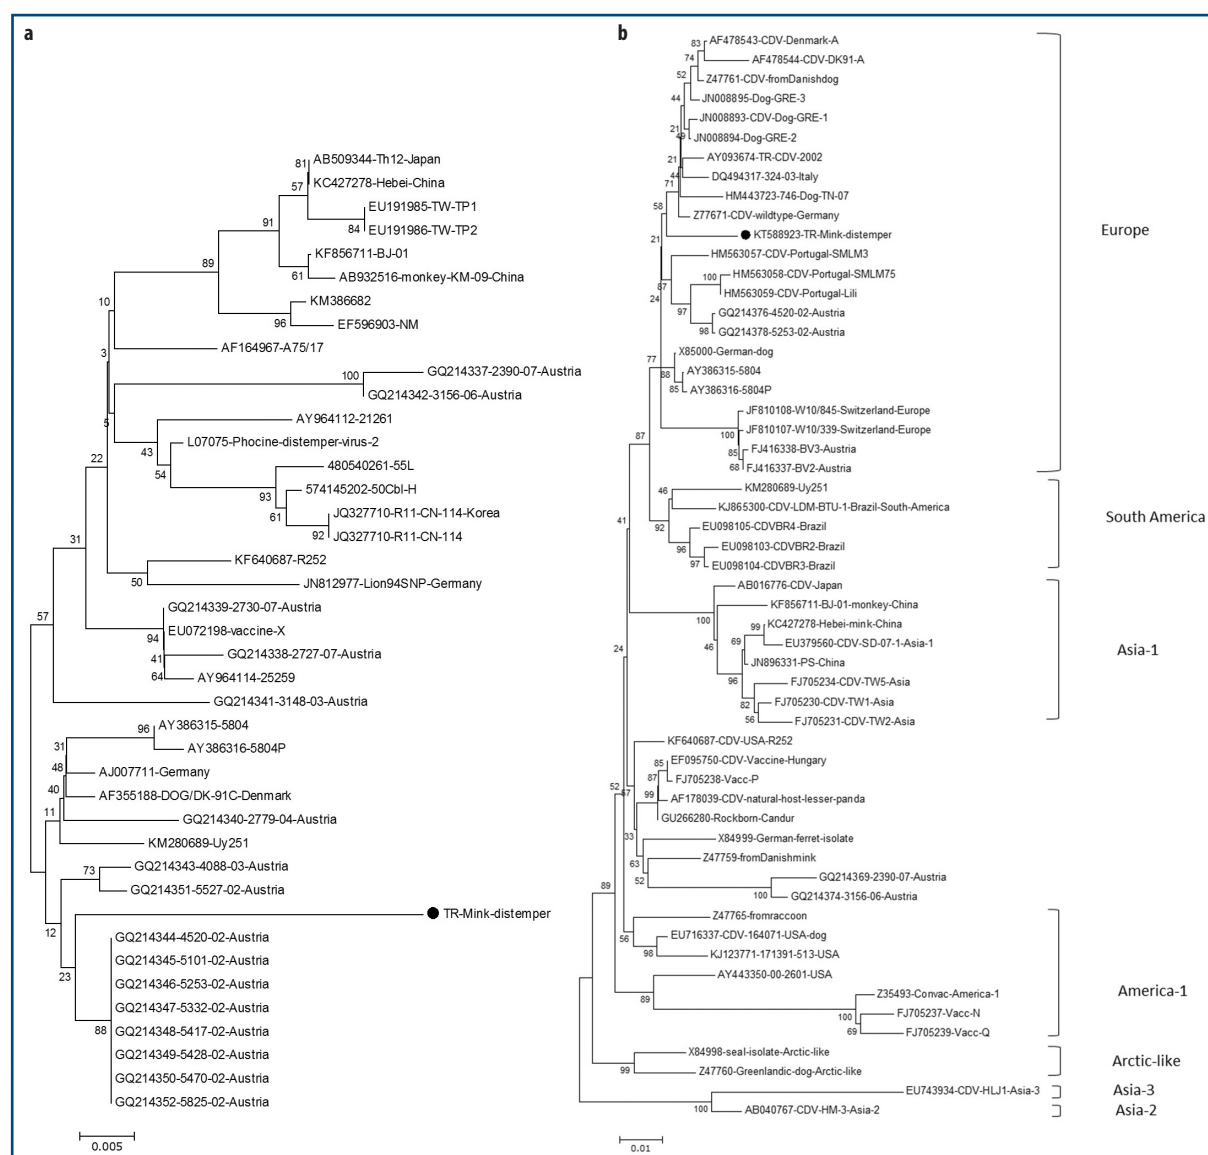 a
81
AB509344-Th12-Japan
KC427278-Hebei-China
57
EU191985-TW-TP1
91
84
EU191986-TW-TP2
KF856711-BJ-01
89
61
AB932516-monkey-KM-09-China
KM386682
10
96
EF596903-NM
AF164967-A75/17
3
100
GQ214337-2390-07-Austria
GQ214342-3156-06-Austria
5
AY964112-21261
43
L07075-Phocine-distemper-virus-2
22
54
480540261-55L
93
574145202-50Cbl-H
61
JQ327710-R11-CN-114-Korea
92
JQ327710-R11-CN-114
31
KF640687-R252
50
JN812977-Lion94SNP-Germany
GQ214339-2730-07-Austria
57
94
EU072198-vaccine-X
41
GQ214338-2727-07-Austria
64
AY964114-25259
GQ214341-3148-03-Austria
96
AY386315-5804
31
AY386316-5804P
48
AJ007711-Germany
40
AF355188-DOG/DK-91C-Denmark
11
GQ214340-2779-04-Austria
KM280689-Uy251
73
GQ214343-4088-03-Austria
GQ214351-5527-02-Austria
12
TR-Mink-distemper
GQ214344-4520-02-Austria
GQ214345-5101-02-Austria
23
GQ214346-5253-02-Austria
GQ214347-5332-02-Austria
88
GQ214348-5417-02-Austria
GQ214349-5428-02-Austria
GQ214350-5470-02-Austria
GQ214352-5825-02-Austria
0.005
b
83
AF478543-CDV-Denmark-A
74
AF478544-CDV-DK91-A
52
Z47761-CDV-fromDanishdog
44
JN008895-Dog-GRE-3
JN008893-CDV-Dog-GRE-1
21
49
JN008894-Dog-GRE-2
21
AY093674-TR-CDV-2002
44
DQ494317-324-03-Italy
71
HM443723-746-Dog-TN-07
58
Z77671-CDV-wildtype-Germany
21
KT588923-TR-Mink-distemper
Europe
HM563057-CDV-Portugal-SMLM3
100
HM563058-CDV-Portugal-SMLM75
87
24
HM563059-CDV-Portugal-Lili
97
GQ214376-4520-02-Austria
98
GQ214378-5253-02-Austria
77
X85000-German-dog
88
AY386315-5804
85
AY386316-5804P
JF810108-W10/845-Switzerland-Europe
100
JF810107-W10/339-Switzerland-Europe
87
85
FJ416338-BV3-Austria
68
FJ416337-BV2-Austria
46
KM280689-Uy251
KJ865300-CDV-LDM-BTU-1-Brazil-South-America
South America
41
92
EU098105-CDVBR4-Brazil
96
EU098103-CDVBR2-Brazil
97
EU098104-CDVBR3-Brazil
AB016776-CDV-Japan
100
KF856711-BJ-01-monkey-China
99
KC427278-Hebei-mink-China
69
46
EU379560-CDV-SD-07-1-Asia-1
Asia-1
24
JN896331-PS-China
96
FJ705234-CDV-TW5-Asia
82
FJ705230-CDV-TW1-Asia
56
FJ705231-CDV-TW2-Asia
KF640687-CDV-USA-R252
85
EF095750-CDV-Vaccine-Hungary
52
87
FJ705238-Vacc-P
99
AF178039-CDV-natural-host-lesser-panda
GU266280-Rockborn-Candur
33
X84999-German-ferret-isolate
63
Z47759-fromDanishmink
52
GQ214369-2390-07-Austria
89
100
GQ214374-3156-06-Austria
Z47765-fromraccoon
56
EU716337-CDV-164071-USA-dog
98
KJ123771-171391-513-USA
AY443350-00-2601-USA
America-1
89
Z35493-Convac-America-1
100
FJ705237-Vacc-N
69
FJ705239-Vacc-Q
X84998-seal-isolate-Arctic-like
Arctic-like
99
Z47760-Greenlandic-dog-Arctic-like
EU743934-CDV-HLJ1-Asia-3
Asia-3
100
AB040767-CDV-HM-3-Asia-2
Asia-2
0.01